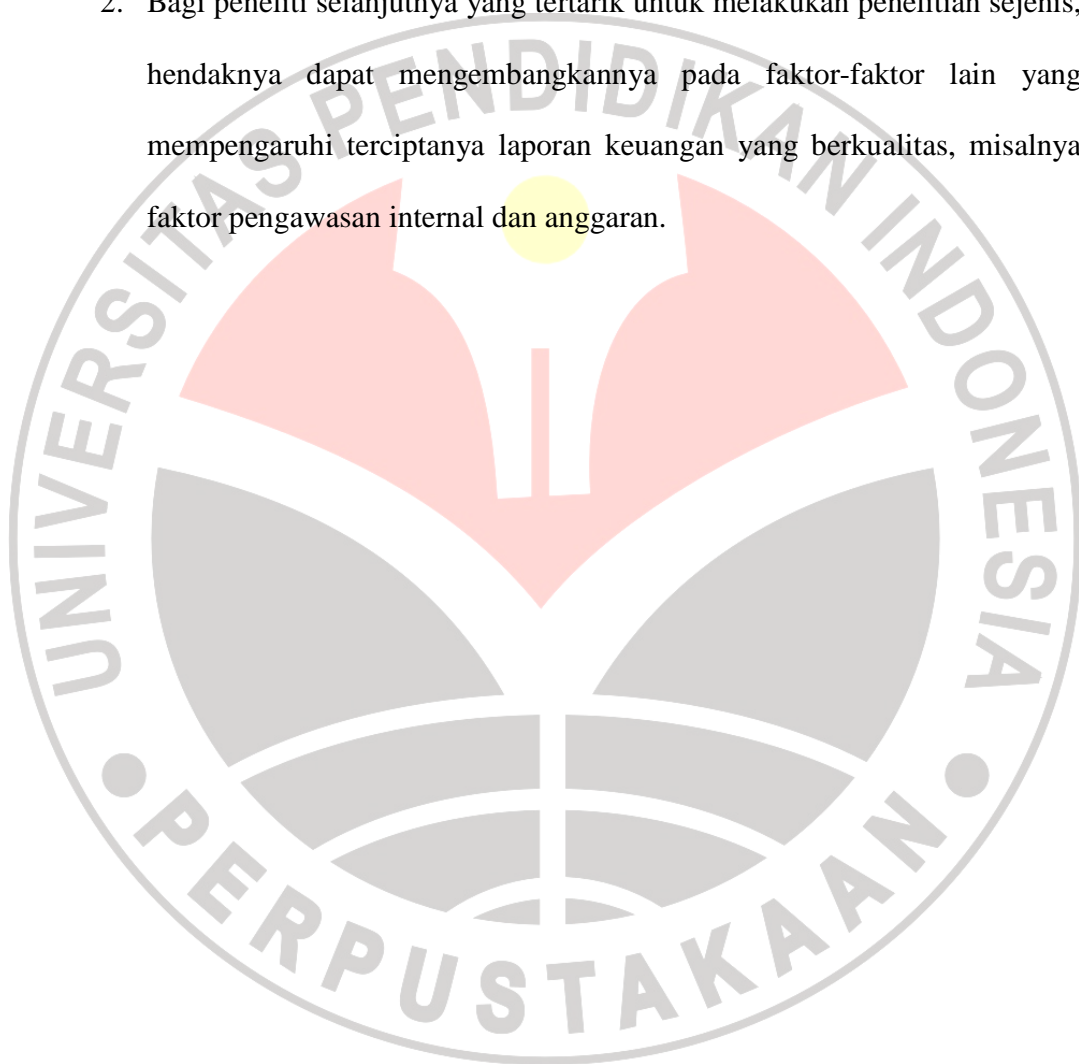 2. Bagi peneliti selanjutnya yang tertarik untuk melakukan penelitian sejenis,
hendaknya dapat mengembangkannya pada faktor-faktor lain yang
mempengaruhi terciptanya laporan keuangan yang berkualitas, misalnya
faktor pengawasan internal dan anggaran.
UNIVERSITAS PENDIDIKAN INDONESIA
PERPUSTAKAAN